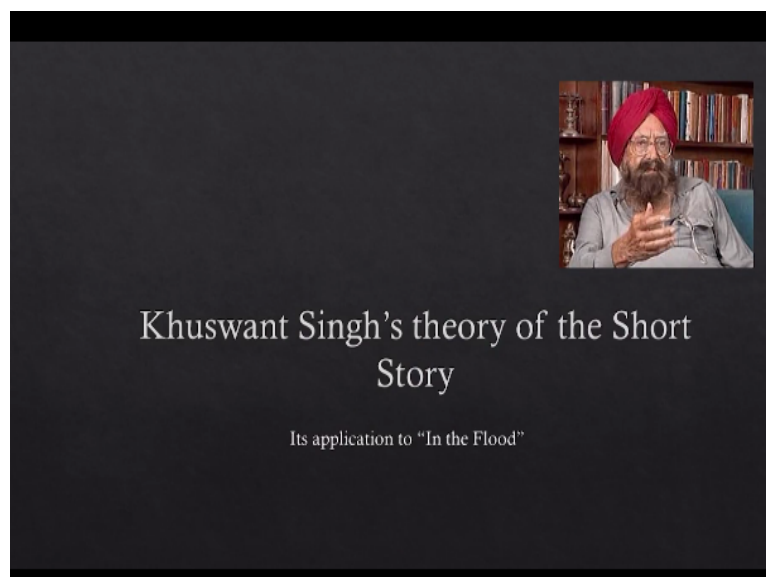 Khuswant Singh’s theory of the Short
Story
Its application to “In the Flood”